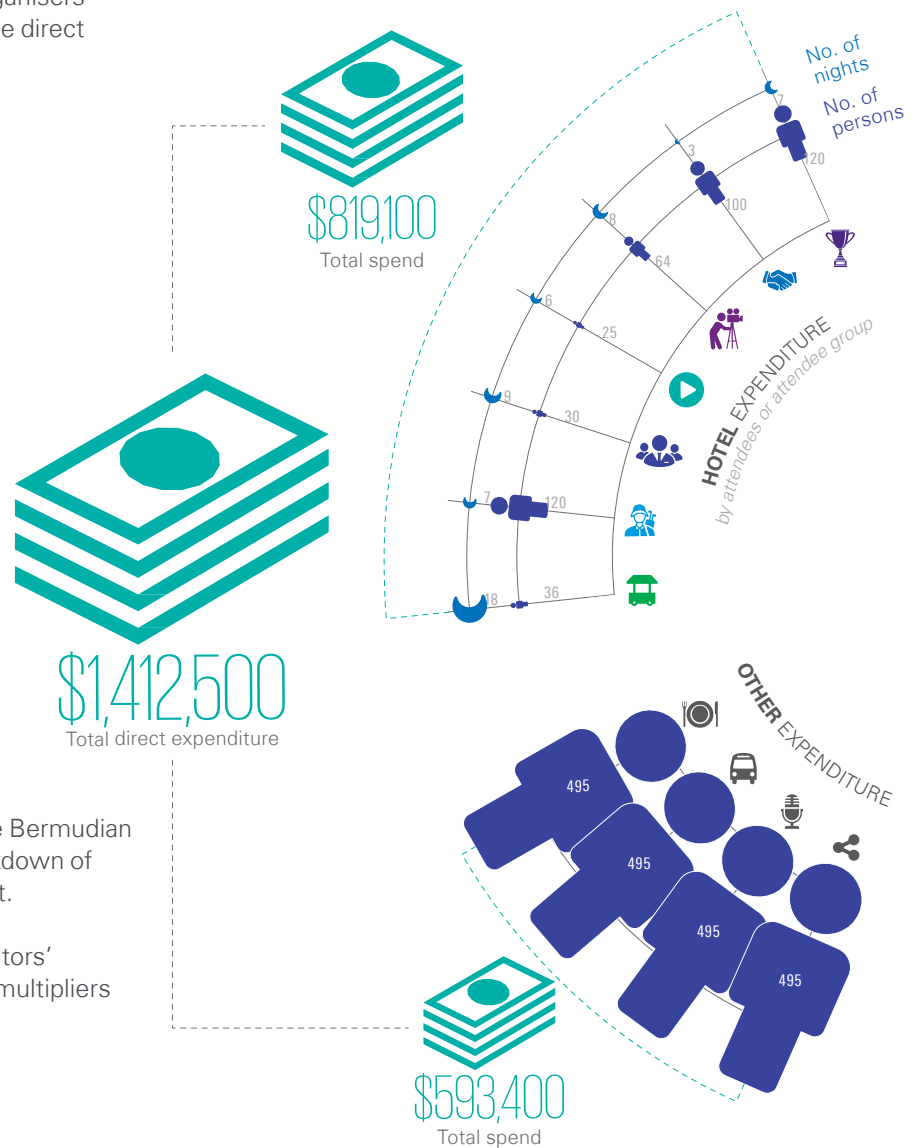 ganisers
e direct
$819,100
Total spend
$1,412,500
Total direct expenditure
e Bermudian
kdown of
t.
tors’
multipliers
No. of
nights
No. of
persons
7
120
3
100
8
64
6
25
9
30
7
120
18
36
HOTEL EXPENDITURE
by attendees or attendee group
OTHER EXPENDITURE
495
495
495
495
$593,400
Total spend